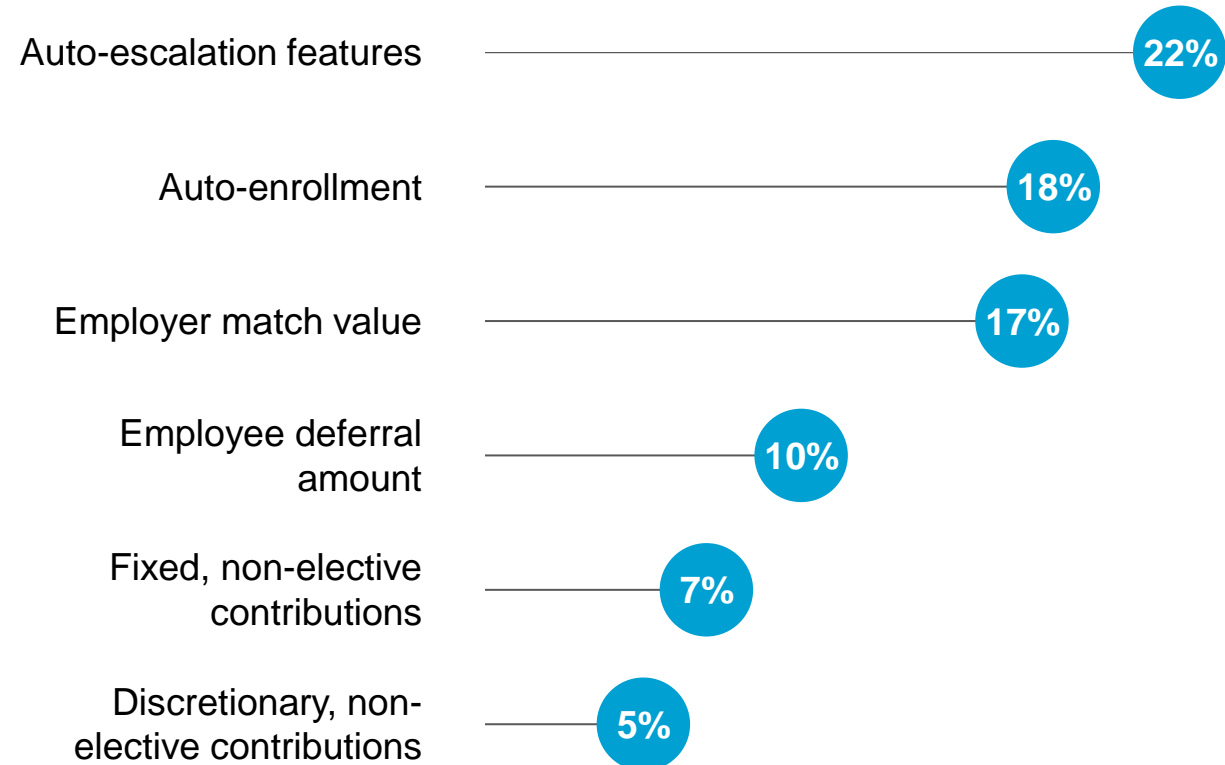 Auto-escalation features
22%
Auto-enrollment
18%
Employer match value
17%
Employee deferral
amount
10%
Fixed, non-elective
contributions
7%
Discretionary, non-
elective contributions
5%